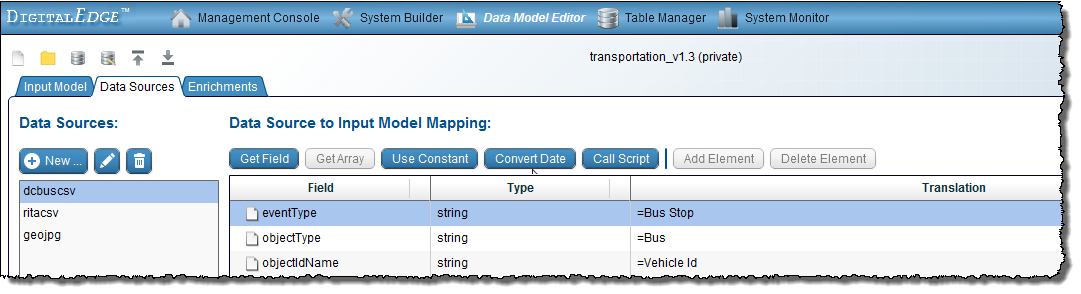 DIGITALEDGE™ Management Console System Builder Data Model Editor Table Manager System Monitor
transportation_v1.3 (private)
Input Model Data Sources Enrichments
Data Sources: Data Source to Input Model Mapping:
New ... Get Field Get Array Use Constant Convert Date Call Script Add Element Delete Element
dcbuscsv Field Type Translation
ritacsv eventType string =Bus Stop
geojpg objectType string =Bus
objectIdName string =Vehicle Id